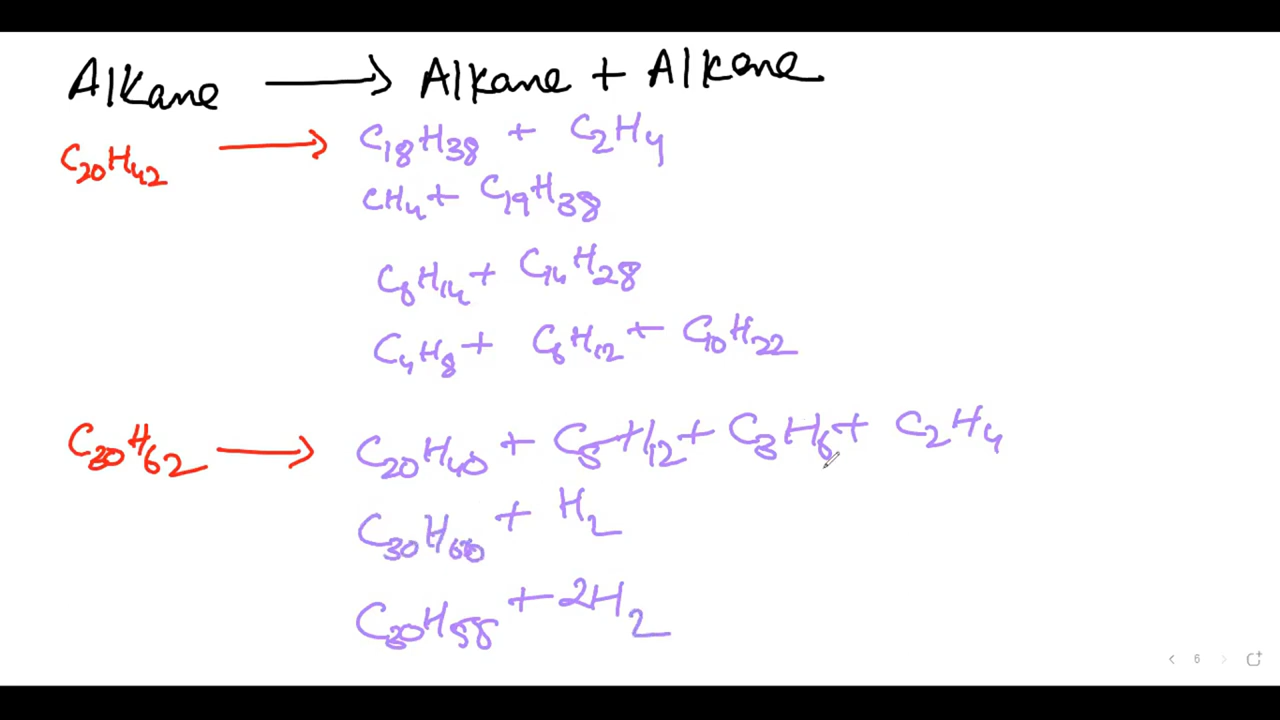 Alkane → Alkane + Alkene
C20H42 → C18H38 + C2H4
CH4 + C19H38
C6H14 + C14H28
C4H8 + C6H12 + C10H22
C30H62 → C20H40 + C5H12 + C3H6 + C2H4
C30H60 + H2
C30H58 + 2H2
6